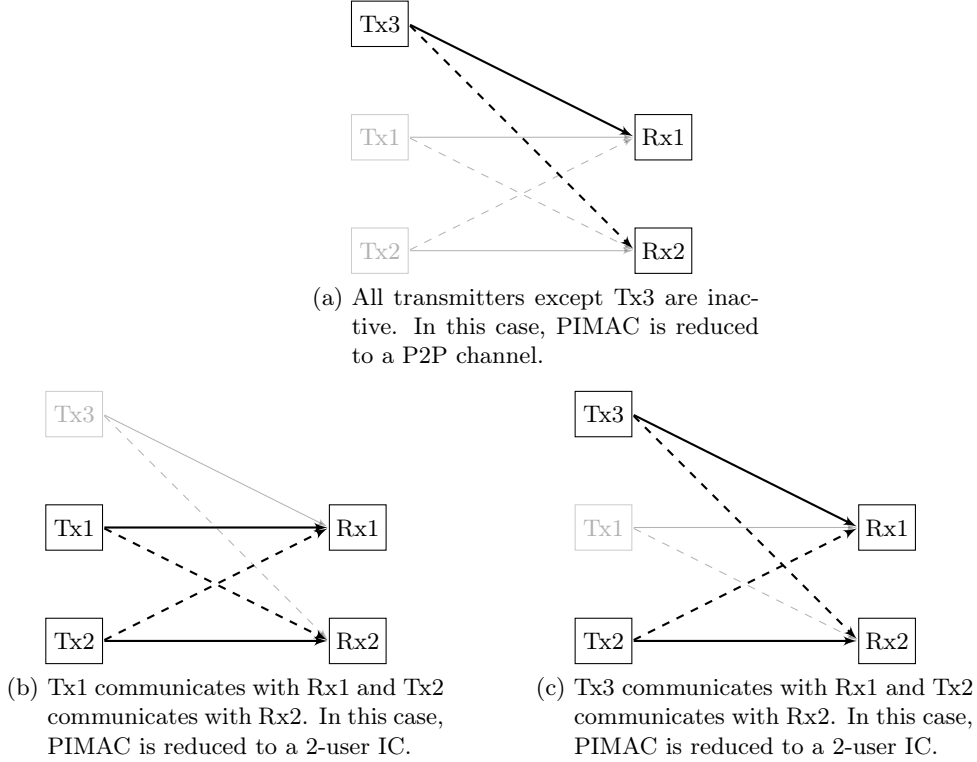 Tx3
Tx1
Rx1
Tx2
Rx2
(a) All transmitters except Tx3 are inac-
tive. In this case, PIMAC is reduced
to a P2P channel.
Tx3
Tx1
Rx1
Tx2
Rx2
(b) Tx1 communicates with Rx1 and Tx2
communicates with Rx2. In this case,
PIMAC is reduced to a 2-user IC.
Tx3
Tx1
Rx1
Tx2
Rx2
(c) Tx3 communicates with Rx1 and Tx2
communicates with Rx2. In this case,
PIMAC is reduced to a 2-user IC.